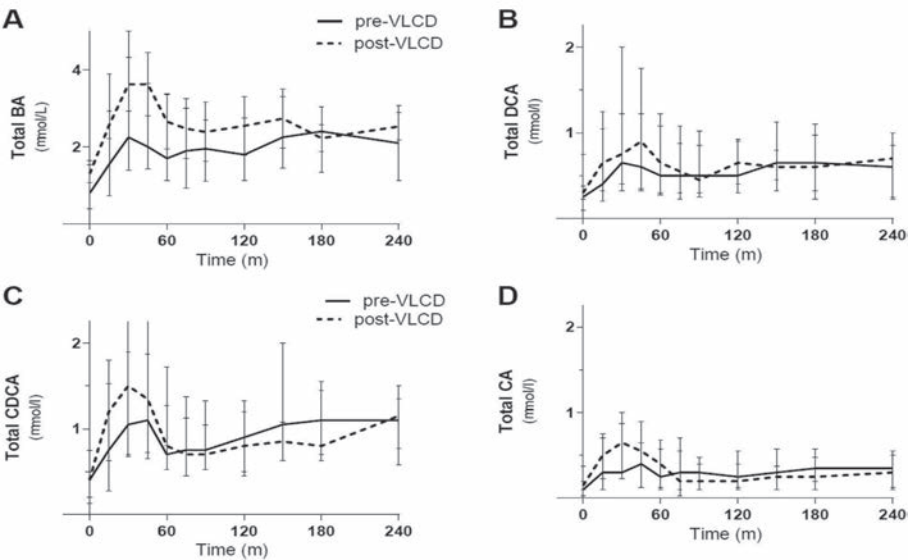 A
pre-VLCD
post-VLCD
Total BA
(mmol/L)
4
2
0 60 120 180 240
Time (m)
B
Total DCA
(mmol/l)
2
1
0 60 120 180 240
Time (m)
C
pre-VLCD
post-VLCD
Total CDCA
(mmol/l)
2
1
0 60 120 180 240
Time (m)
D
Total CA
(mmol/l)
2
1
0 60 120 180 240
Time (m)